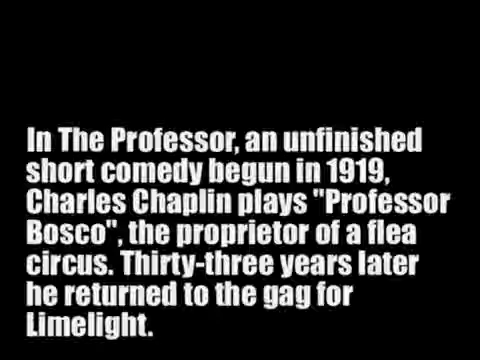 In The Professor, an unfinished
short comedy begun in 1919,
Charles Chaplin plays "Professor
Bosco", the proprietor of a flea
circus. Thirty-three years later
he returned to the gag for
Limelight.